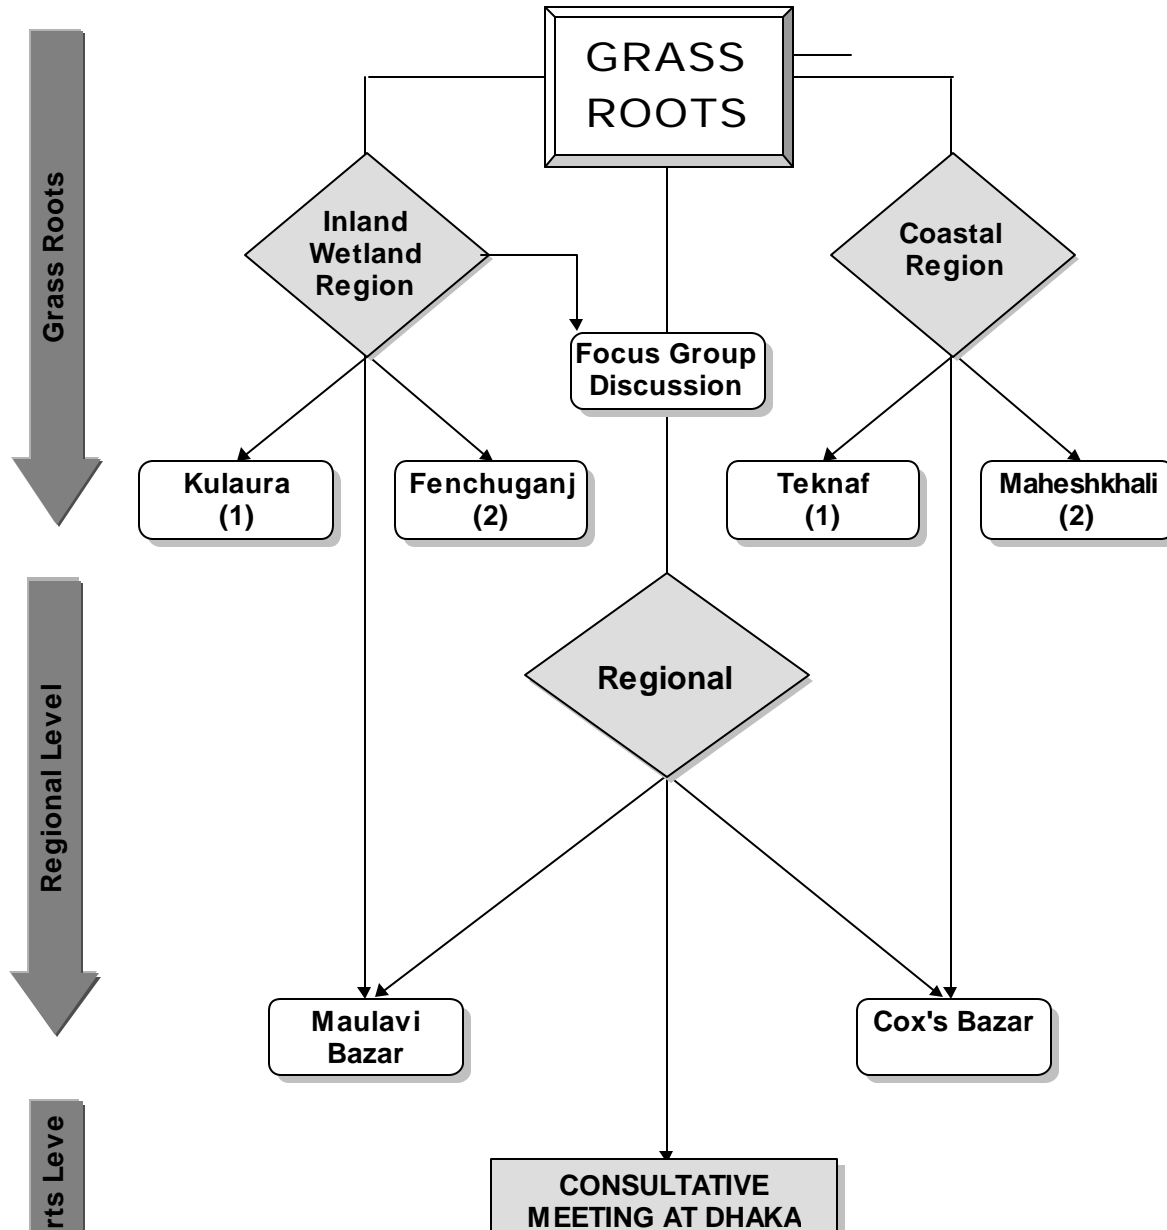 GRASS
ROOTS
Grass Roots
Inland
Wetland
Region
Coastal
Region
Focus Group
Discussion
Kulaura
(1)
Fenchuganj
(2)
Teknaf
(1)
Maheshkhali
(2)
Regional Level
Regional
Maulavi
Bazar
Cox's Bazar
rts Leve
CONSULTATIVE
MEETING AT DHAKA